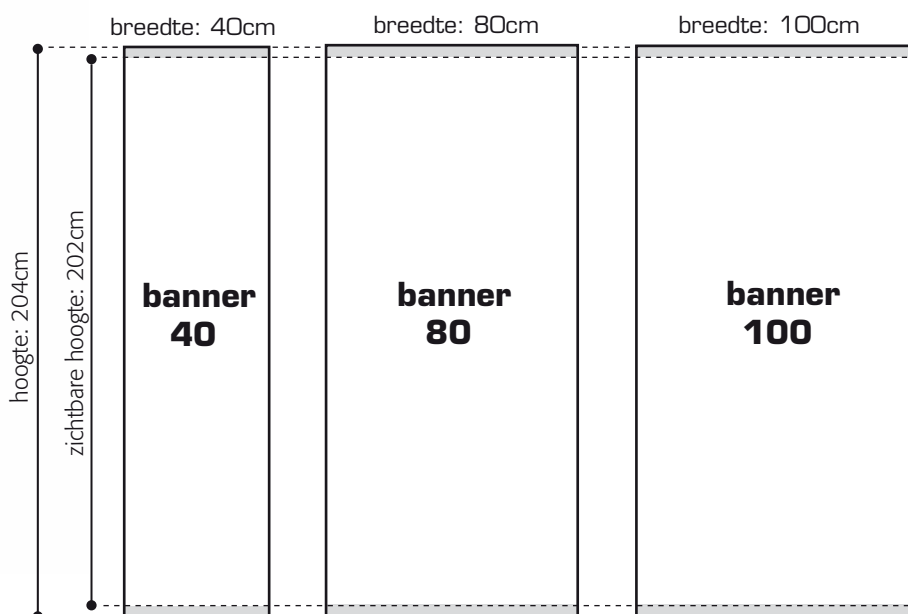 breedte: 40cm
breedte: 80cm
breedte: 100cm
hoogte: 204cm
zichtbare hoogte: 202cm
banner
40
banner
80
banner
100